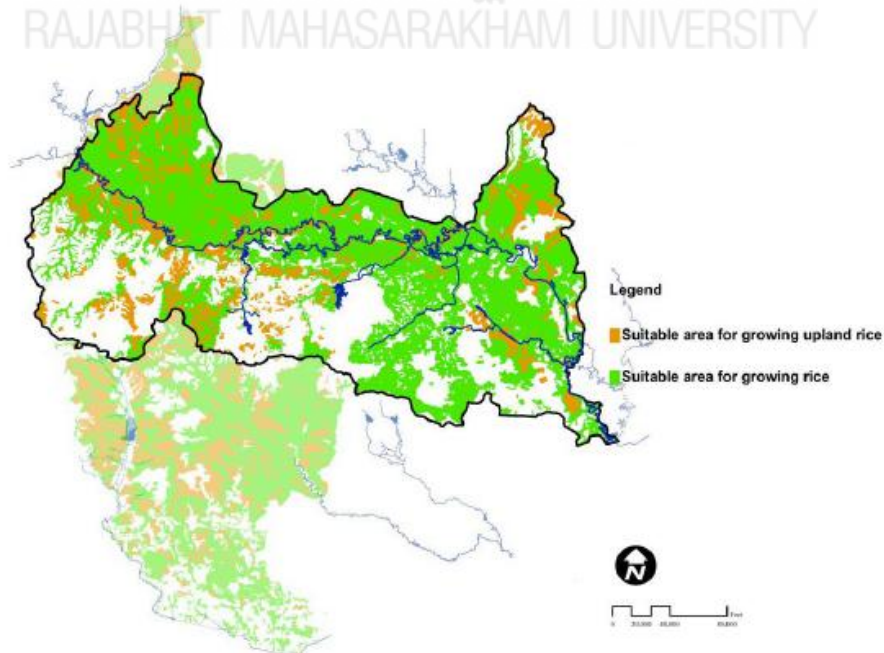 RAJABHAT MAHASARAKHAM UNIVERSITY
Legend
Suitable area for growing upland rice
Suitable area for growing rice
N